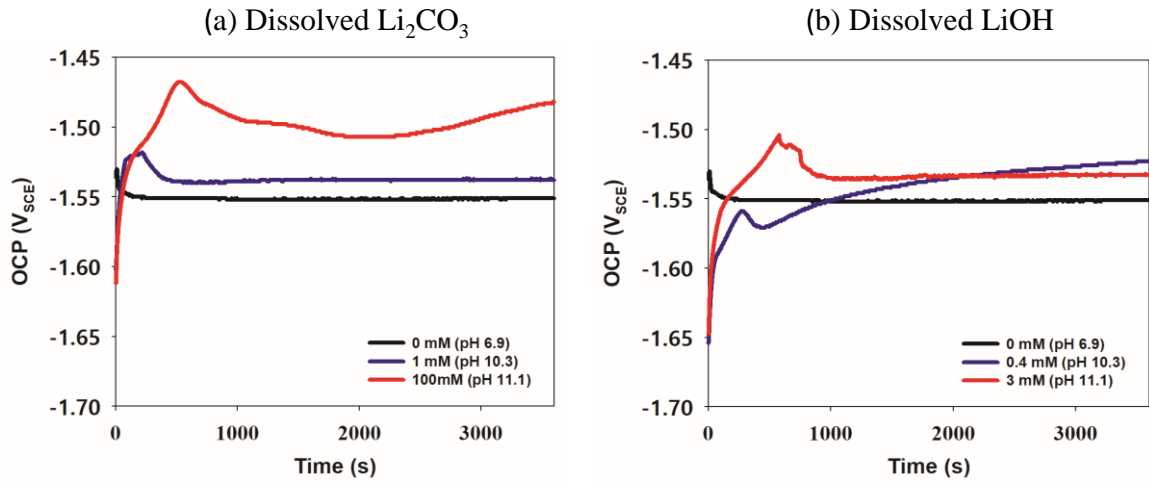 (a) Dissolved Li₂CO₃
-1.45
-1.50
-1.55
-1.60
-1.65
-1.70
OCP (V_SCE)
0 mM (pH 6.9)
1 mM (pH 10.3)
100mM (pH 11.1)
0 1000 2000 3000
Time (s)
(b) Dissolved LiOH
-1.45
-1.50
-1.55
-1.60
-1.65
-1.70
OCP (V_SCE)
0 mM (pH 6.9)
0.4 mM (pH 10.3)
3 mM (pH 11.1)
0 1000 2000 3000
Time (s)